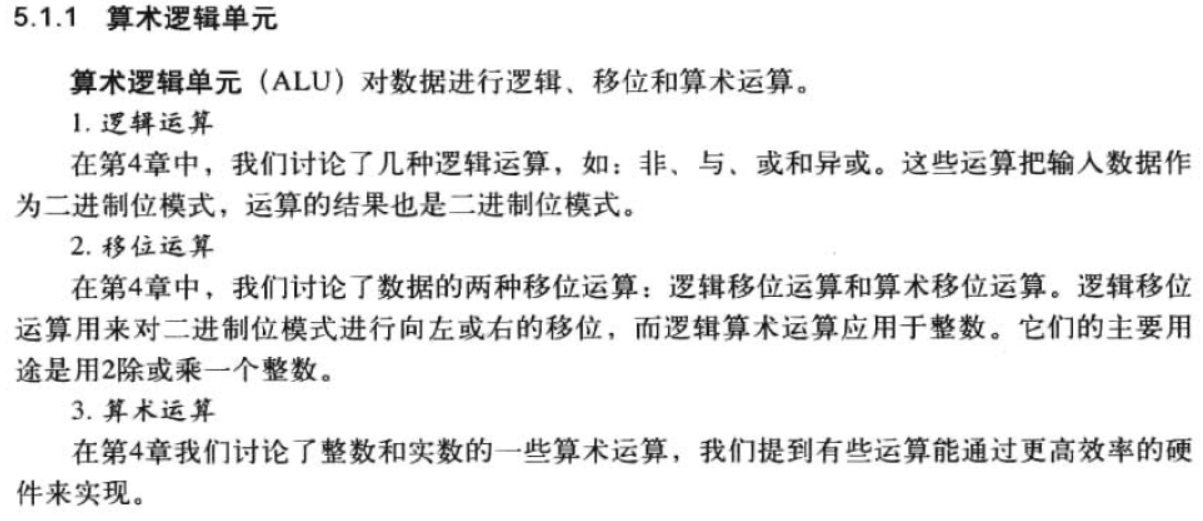 5.1.1 算术逻辑单元
算术逻辑单元（ALU）对数据进行逻辑、移位和算术运算。
1. 逻辑运算
在第4章中，我们讨论了几种逻辑运算，如：非、与、或和异或。这些运算把输入数据作
为二进制位模式，运算的结果也是二进制位模式。
2. 移位运算
在第4章中，我们讨论了数据的两种移位运算：逻辑移位运算和算术移位运算。逻辑移位
运算用来对二进制位模式进行向左或右的移位，而逻辑算术运算应用于整数。它们的主要用
途是用2除或乘一个整数。
3. 算术运算
在第4章我们讨论了整数和实数的一些算术运算，我们提到有些运算能通过更高效率的硬
件来实现。